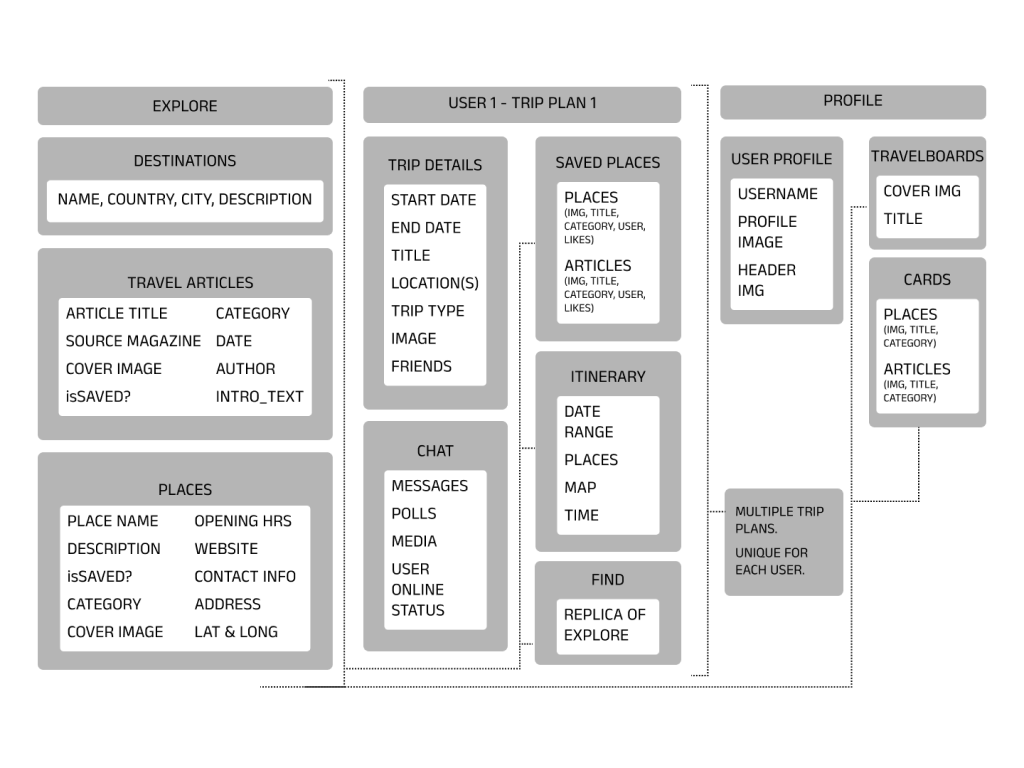 EXPLORE
DESTINATIONS
NAME, COUNTRY, CITY, DESCRIPTION
TRAVEL ARTICLES
ARTICLE TITLE
SOURCE MAGAZINE
COVER IMAGE
isSAVED?
CATEGORY
DATE
AUTHOR
INTRO_TEXT
PLACES
PLACE NAME
DESCRIPTION
isSAVED?
CATEGORY
COVER IMAGE
OPENING HRS
WEBSITE
CONTACT INFO
ADDRESS
LAT & LONG
USER 1 - TRIP PLAN 1
TRIP DETAILS
START DATE
END DATE
TITLE
LOCATION(S)
TRIP TYPE
IMAGE
FRIENDS
CHAT
MESSAGES
POLLS
MEDIA
USER
ONLINE
STATUS
SAVED PLACES
PLACES
(IMG, TITLE,
CATEGORY, USER,
LIKES)
ARTICLES
(IMG, TITLE,
CATEGORY, USER,
LIKES)
ITINERARY
DATE
RANGE
PLACES
MAP
TIME
FIND
REPLICA OF
EXPLORE
PROFILE
USER PROFILE
USERNAME
PROFILE
IMAGE
HEADER
IMG
TRAVELBOARDS
COVER IMG
TITLE
CARDS
PLACES
(IMG, TITLE,
CATEGORY)
ARTICLES
(IMG, TITLE,
CATEGORY)
MULTIPLE TRIP
PLANS.
UNIQUE FOR
EACH USER.